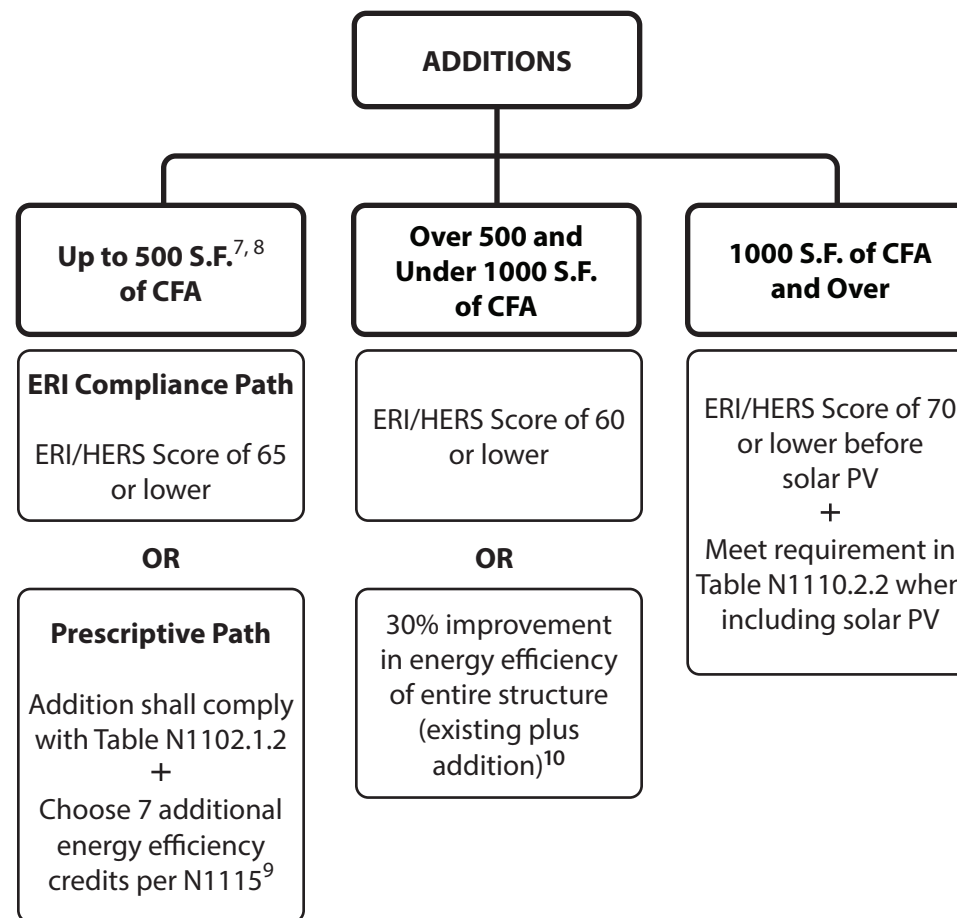 ADDITIONS
Up to 500 S.F.7, 8
of CFA
ERI Compliance Path
ERI/HERS Score of 65
or lower
OR
Prescriptive Path
Addition shall comply
with Table N1102.1.2
+
Choose 7 additional
energy efficiency
credits per N11159
Over 500 and
Under 1000 S.F.
of CFA
ERI/HERS Score of 60
or lower
OR
30% improvement
in energy efficiency
of entire structure
(existing plus
addition)10
1000 S.F. of CFA
and Over
ERI/HERS Score of 70
or lower before
solar PV
+
Meet requirement in
Table N1110.2.2 when
including solar PV